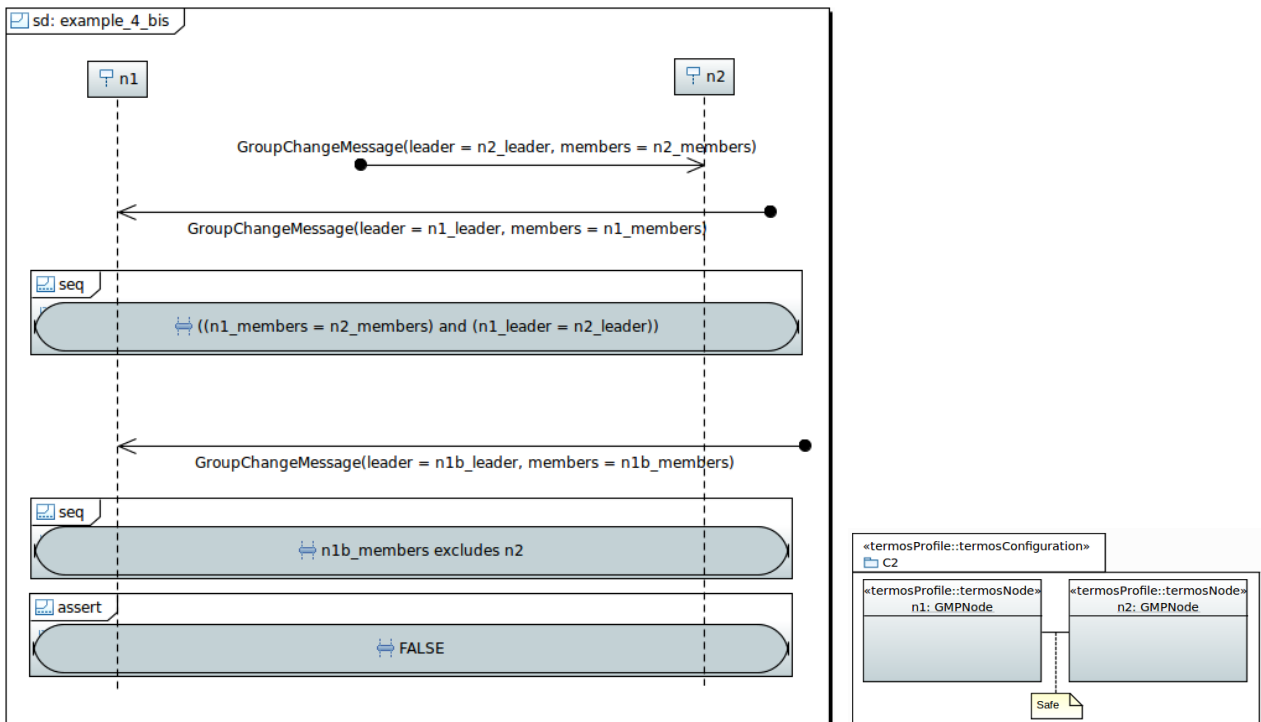 sd: example_4_bis
n1
n2
GroupChangeMessage(leader = n2_leader, members = n2_members)
GroupChangeMessage(leader = n1_leader, members = n1_members)
seq
((n1_members = n2_members) and (n1_leader = n2_leader))
GroupChangeMessage(leader = n1b_leader, members = n1b_members)
seq
n1b_members excludes n2
assert
FALSE
«termosProfile::termosConfiguration»
C2
«termosProfile::termosNode»
n1: GMPNode
«termosProfile::termosNode»
n2: GMPNode
Safe